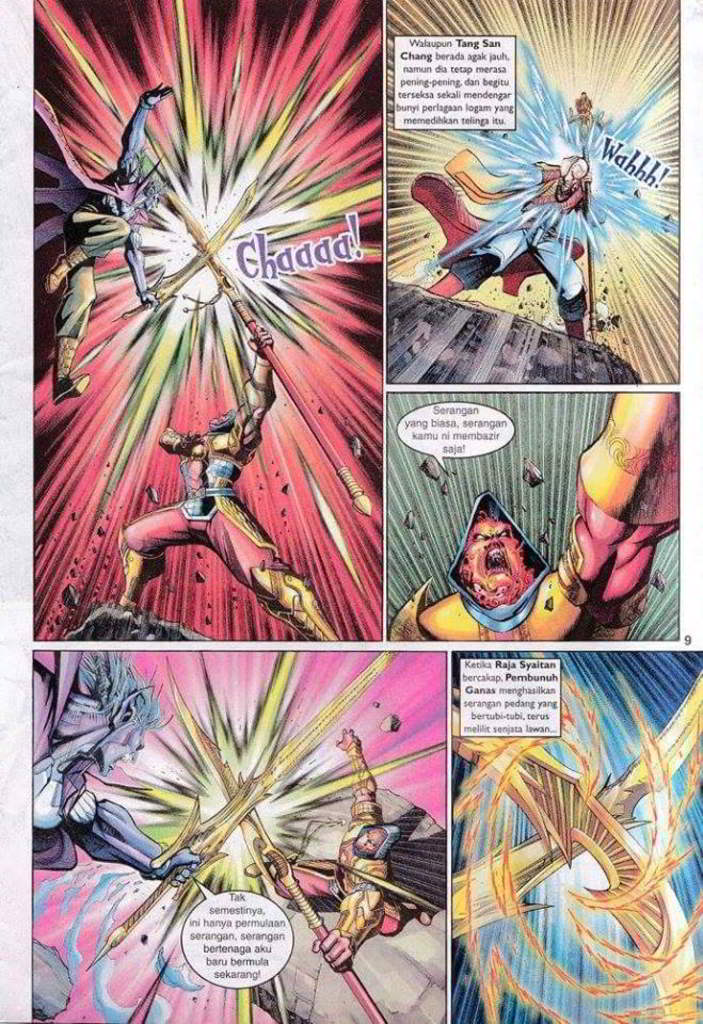 Chaaaa!
Walaupun Tang San
Chang berada agak jauh,
namun dia tetap merasa
pening-pening, dan begitu
terseksa sekali mendengar
bunyi perlagaan logam yang
memedihkan telinga itu.
Wahhh!
Serangan
yang biasa, serangan
kamu ni membazir
saja!
9
Tak
semestinya,
ini hanya permulaan
serangan, serangan
bertenaga aku
baru bermula
sekarang!
Ketika Raja Syaitan
bercakap, Pembunuh
Ganas menghasilkan
serangan pedang yang
bertubi-tubi, terus
melilit senjata lawan...